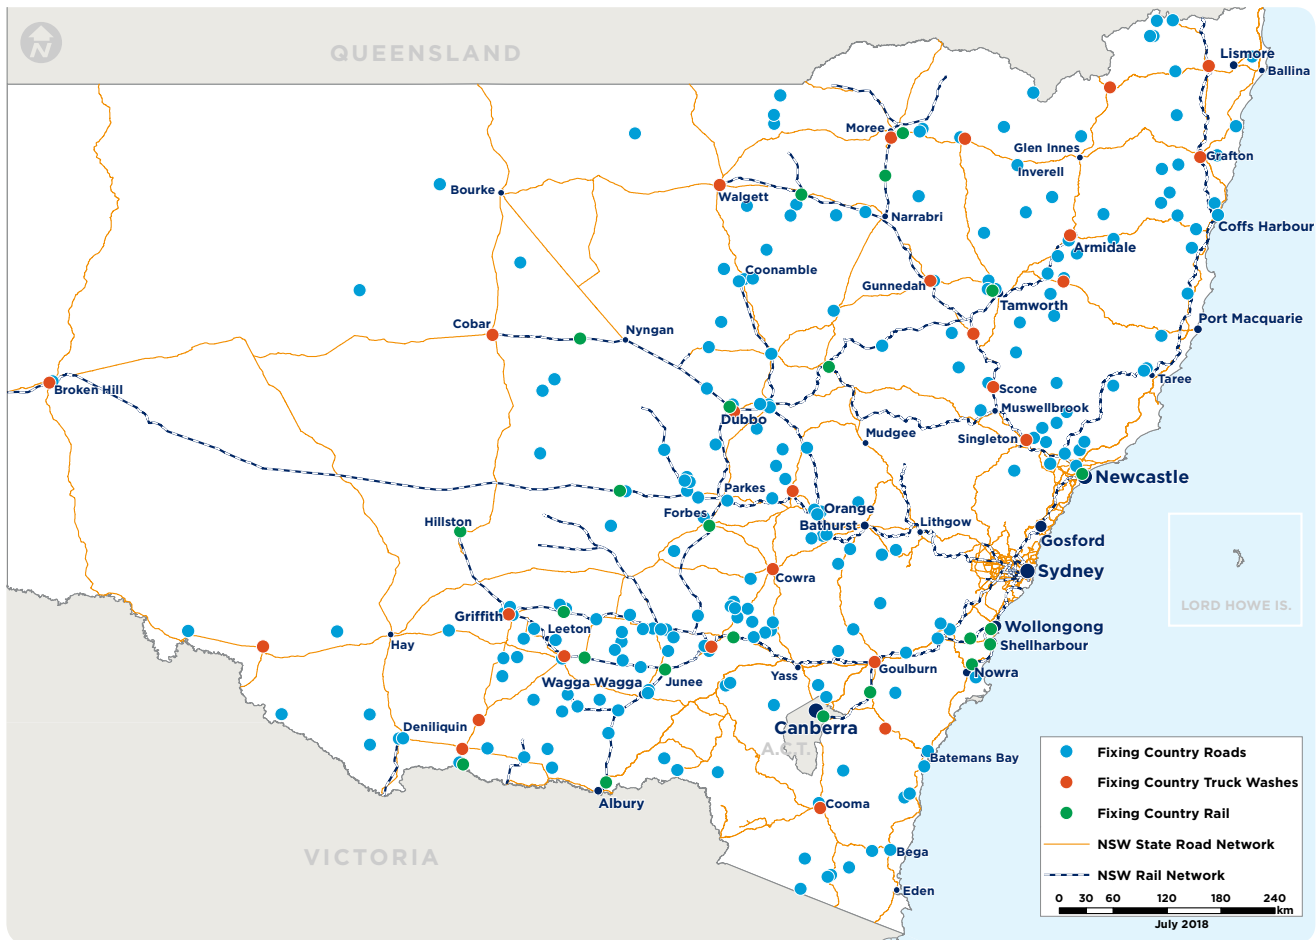 N
QUEENSLAND
Lismore
Ballina
Moree
Glen Innes
Inverell
Grafton
Bourke
Walgett
Narrabri
Coffs Harbour
Armidale
Coonamble
Gunnedah
Tamworth
Port Macquarie
Cobar
Nyngan
Broken Hill
Taree
Scone
Muswellbrook
Dubbo
Mudgee
Singleton
Newcastle
Parkes
Forbes
Orange
Bathurst
Lithgow
Hillston
Gosford
Sydney
Cowra
LORD HOWE IS.
Griffith
Leeton
Hay
Wollongong
Shellharbour
Yass
Goulburn
Nowra
Wagga Wagga
Junee
Deniliquin
Canberra
A.C.T.
Batemans Bay
Albury
Cooma
VICTORIA
Bega
Eden
Fixing Country Roads
Fixing Country Truck Washes
Fixing Country Rail
NSW State Road Network
NSW Rail Network
0 30 60 120 180 240
km
July 2018